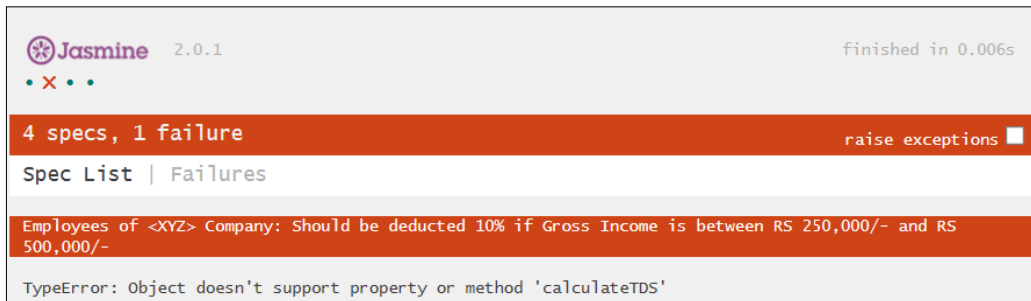 Jasmine 2.0.1 finished in 0.006s
• X • •
4 specs, 1 failure raise exceptions
Spec List | Failures
Employees of <XYZ> Company: Should be deducted 10% if Gross Income is between RS 250,000/- and RS
500,000/-
TypeError: Object doesn't support property or method 'calculateTDS'